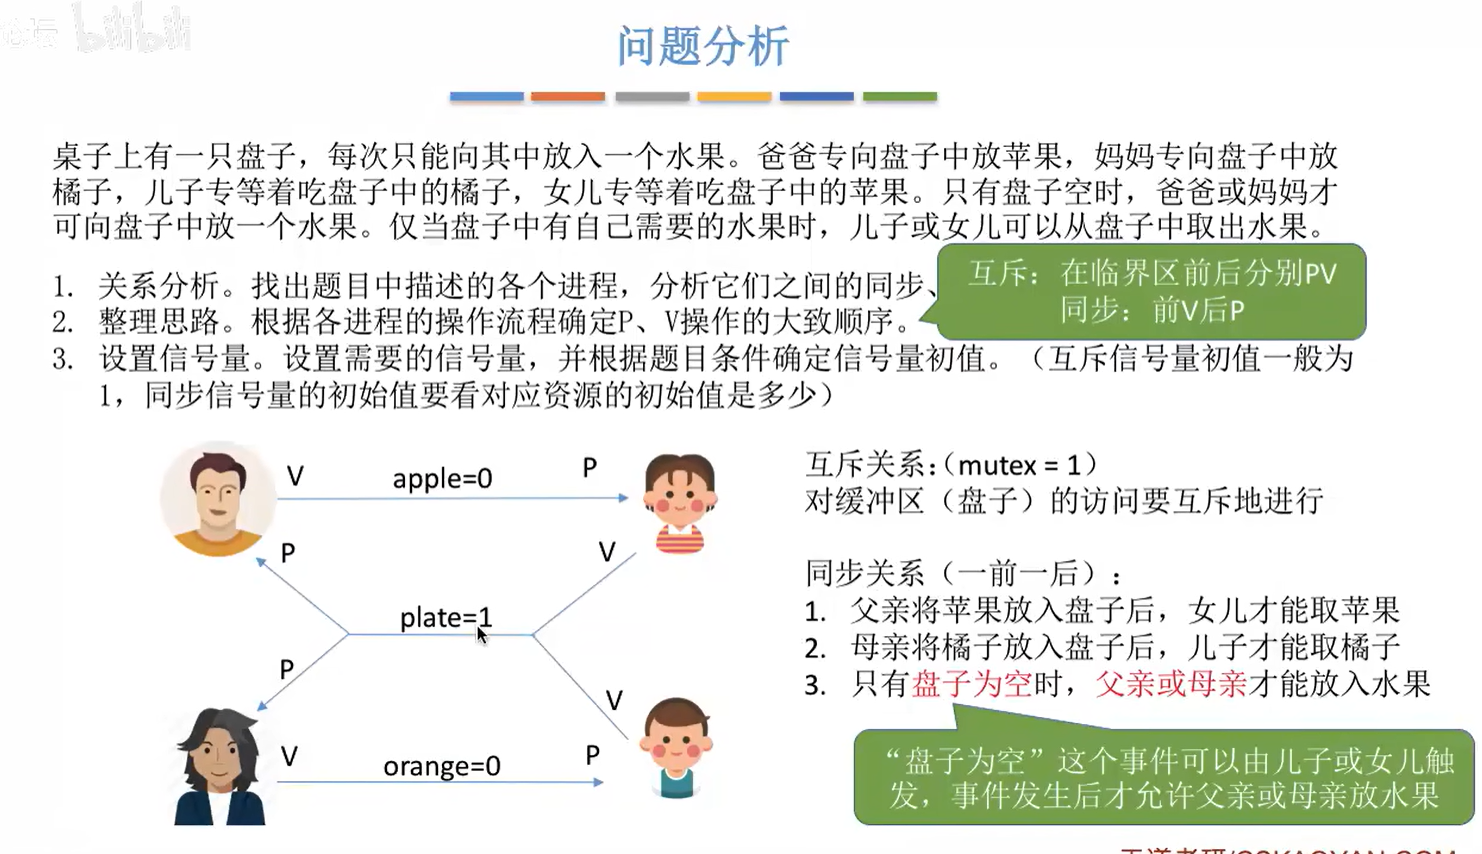 论坛 bilibili
问题分析
桌子上有一只盘子，每次只能向其中放入一个水果。爸爸专向盘子中放苹果，妈妈专向盘子中放
橘子，儿子专等着吃盘子中的橘子，女儿专等着吃盘子中的苹果。只有盘子空时，爸爸或妈妈才
可向盘子中放一个水果。仅当盘子中有自己需要的水果时，儿子或女儿可以从盘子中取出水果。
1. 关系分析。找出题目中描述的各个进程，分析它们之间的同步、
2. 整理思路。根据各进程的操作流程确定P、V操作的大致顺序。
互斥：在临界区前后分别PV
同步：前V后P
3. 设置信号量。设置需要的信号量，并根据题目条件确定信号量初值。（互斥信号量初值一般为
1，同步信号量的初始值要看对应资源的初始值是多少）
V apple=0 P
P V
plate=1
P V
V orange=0 P
互斥关系：（mutex = 1）
对缓冲区（盘子）的访问要互斥地进行
同步关系（一前一后）：
1. 父亲将苹果放入盘子后，女儿才能取苹果
2. 母亲将橘子放入盘子后，儿子才能取橘子
3. 只有盘子为空时，父亲或母亲才能放入水果
“盘子为空”这个事件可以由儿子或女儿触
发，事件发生后才允许父亲或母亲放水果